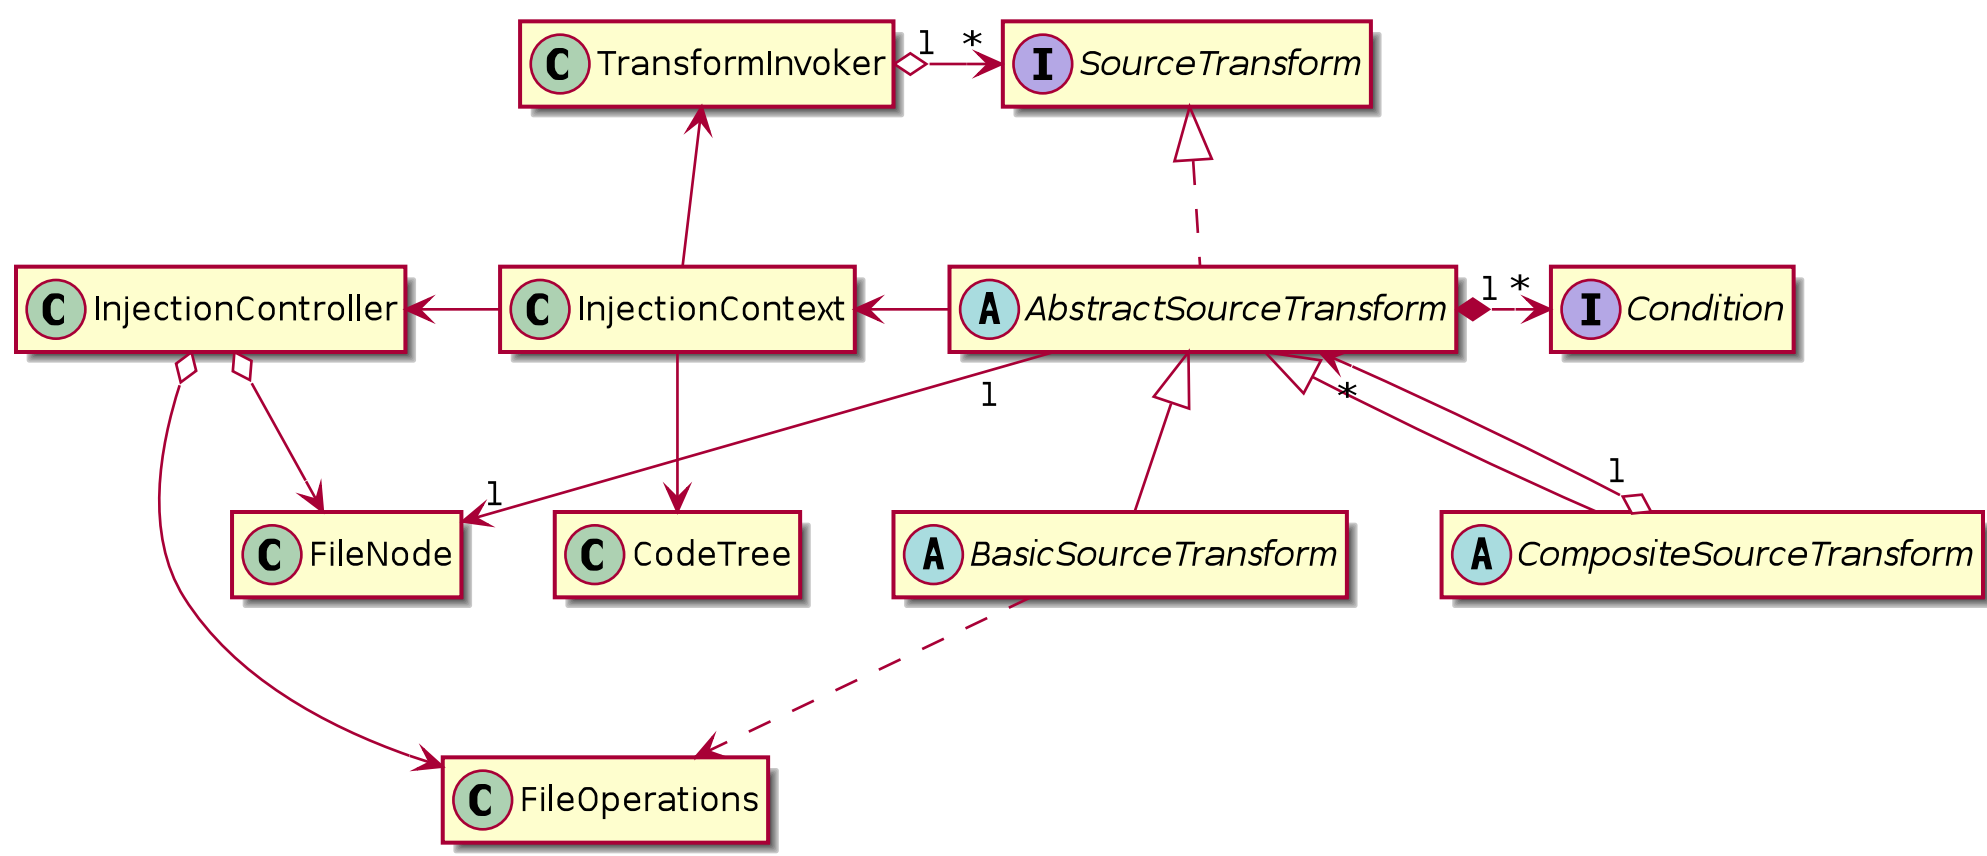 C TransformInvoker 1 * I SourceTransform
C InjectionController C InjectionContext A AbstractSourceTransform 1 * I Condition
1 *
1 1
C FileNode C CodeTree A BasicSourceTransform A CompositeSourceTransform
C FileOperations